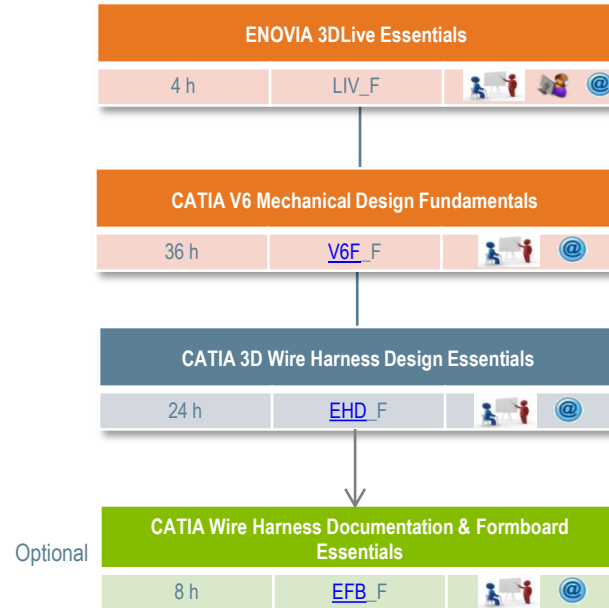 ENOVIA 3DLive Essentials
4 h LIV_F @
CATIA V6 Mechanical Design Fundamentals
36 h V6F_F @
CATIA 3D Wire Harness Design Essentials
24 h EHD_F @
Optional
CATIA Wire Harness Documentation & Formboard
Essentials
8 h EFB_F @